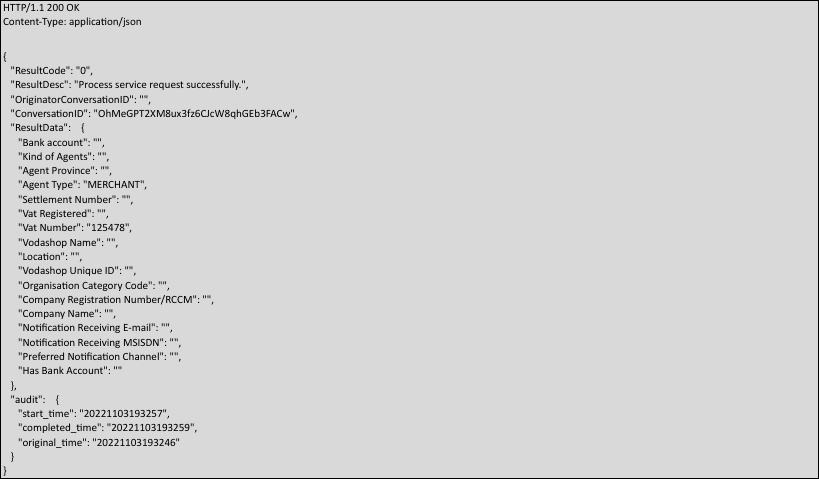 HTTP/1.1 200 OK
Content-Type: application/json
{
"ResultCode": "0",
"ResultDesc": "Process service request successfully.",
"OriginatorConversationID": "",
"ConversationID": "OhMeGPT2XM8ux3fz6CJcW8qhGEb3FACw",
"ResultData": {
"Bank account": "",
"Kind of Agents": "",
"Agent Province": "",
"Agent Type": "MERCHANT",
"Settlement Number": "",
"Vat Registered": "",
"Vat Number": "125478",
"Vodashop Name": "",
"Location": "",
"Vodashop Unique ID": "",
"Organisation Category Code": "",
"Company Registration Number/RCCM": "",
"Company Name": "",
"Notification Receiving E-mail": "",
"Notification Receiving MSISDN": "",
"Preferred Notification Channel": "",
"Has Bank Account": ""
},
"audit": {
"start_time": "20221103193257",
"completed_time": "20221103193259",
"original_time": "20221103193246"
}
}